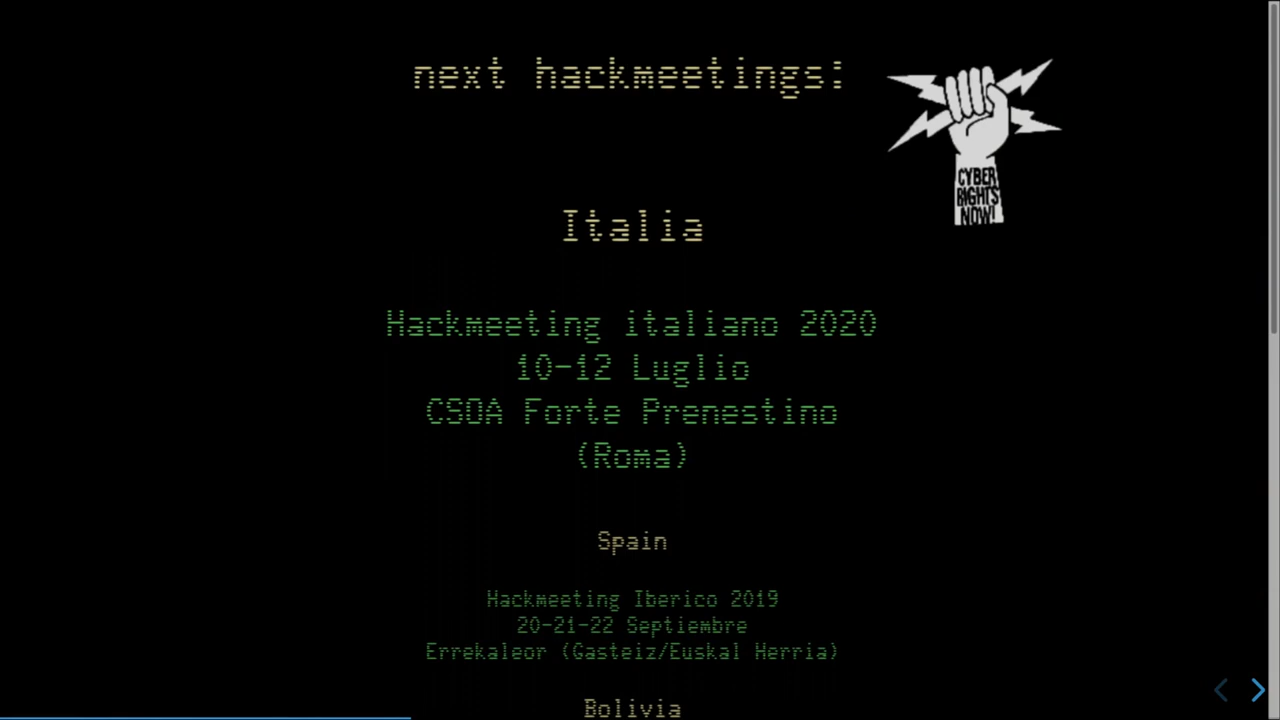 next hackmeetings:
CYBER
RIGHTS
NOW!
Italia
Hackmeeting italiano 2020
10-12 Luglio
CSOA Forte Prenestino
(Roma)
Spain
Hackmeeting Iberico 2019
20-21-22 Septiembre
Errekaleor (Gasteiz/Euskal Herria)
Bolivia